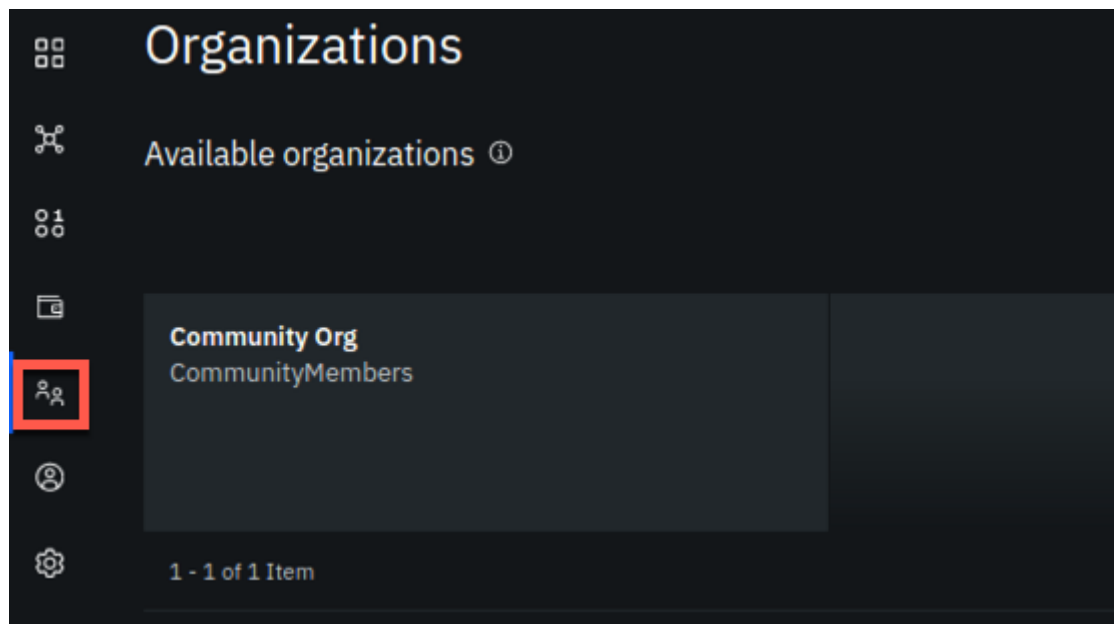 Organizations
Available organizations
Community Org
CommunityMembers
1 - 1 of 1 Item